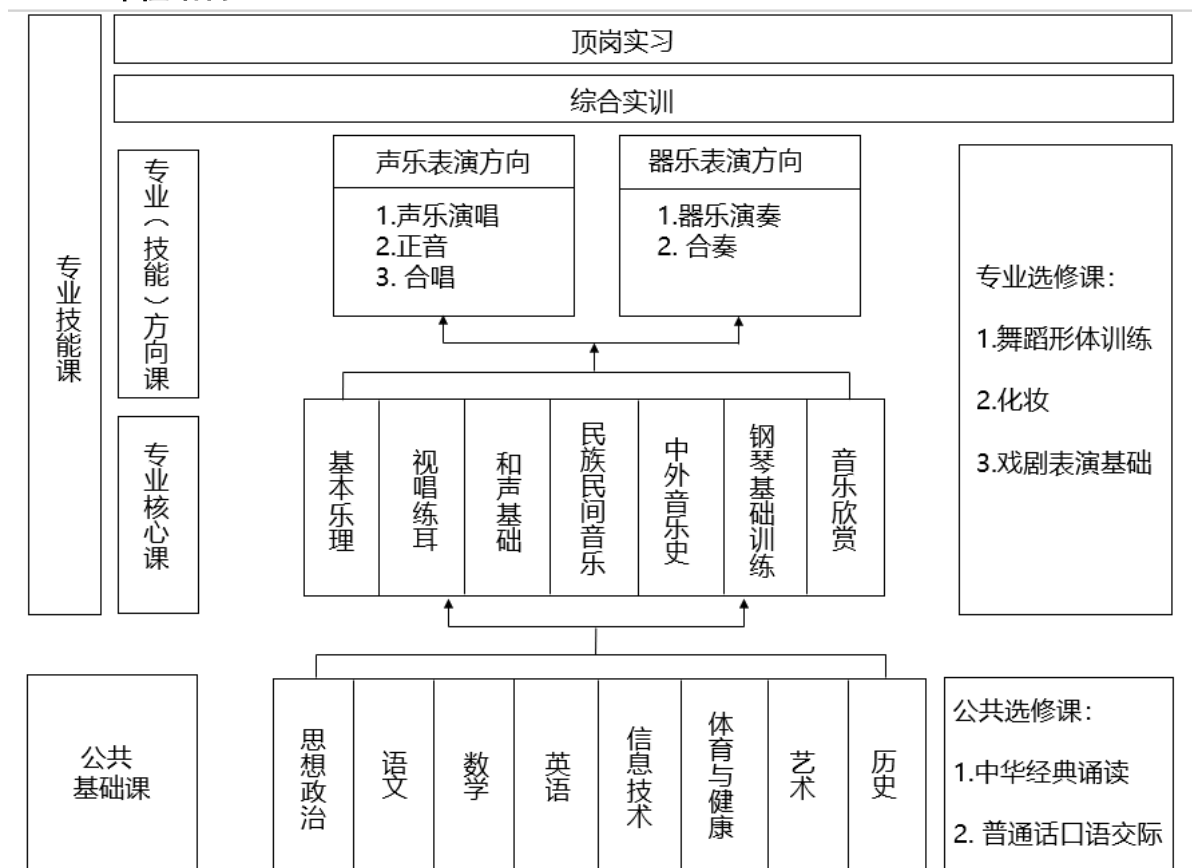 顶岗实习
综合实训
专业技能课
专业（技能）方向课
声乐表演方向
1.声乐演唱
2.正音
3. 合唱
器乐表演方向
1.器乐演奏
2. 合奏
专业选修课：
1.舞蹈形体训练
2.化妆
3.戏剧表演基础
专业核心课
基本乐理
视唱练耳
和声基础
民族民间音乐
中外音乐史
钢琴基础训练
音乐欣赏
公共
基础课
思想政治
语文
数学
英语
信息技术
体育与健康
艺术
历史
公共选修课：
1.中华经典诵读
2. 普通话口语交际